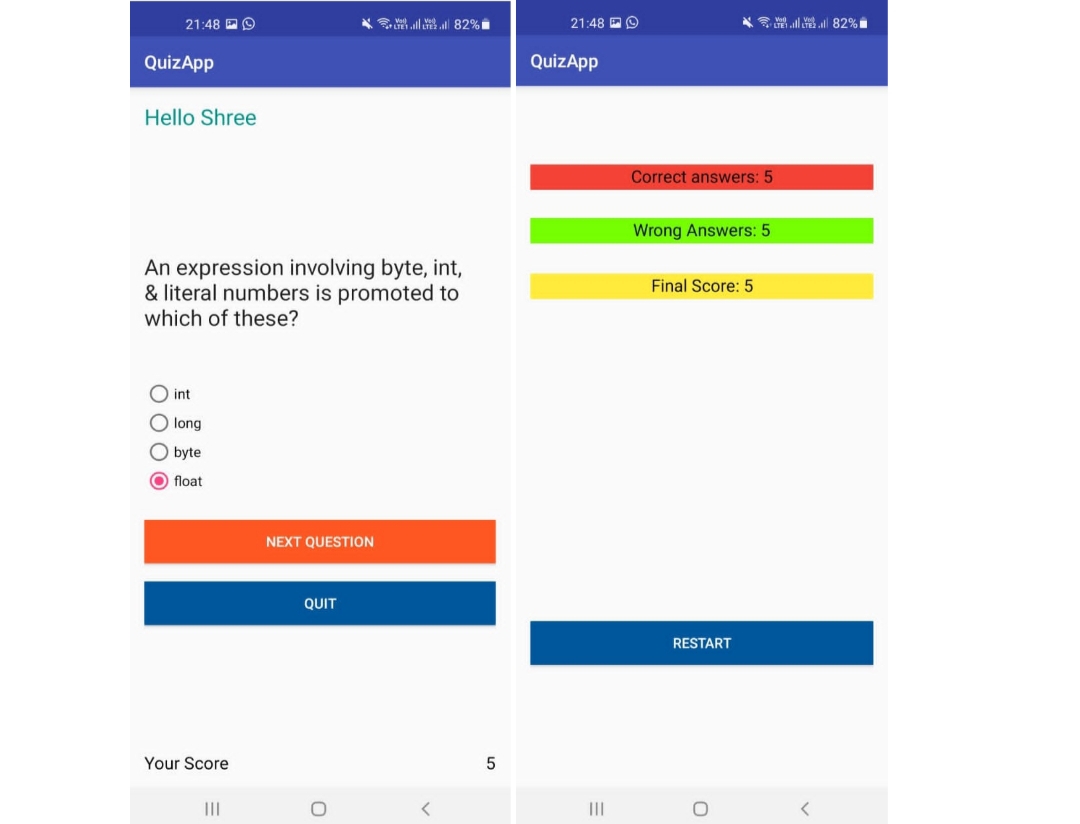 21:48 82%
QuizApp
Hello Shree
An expression involving byte, int,
& literal numbers is promoted to
which of these?
int
long
byte
float
NEXT QUESTION
QUIT
Your Score 5
21:48 82%
QuizApp
Correct answers: 5
Wrong Answers: 5
Final Score: 5
RESTART